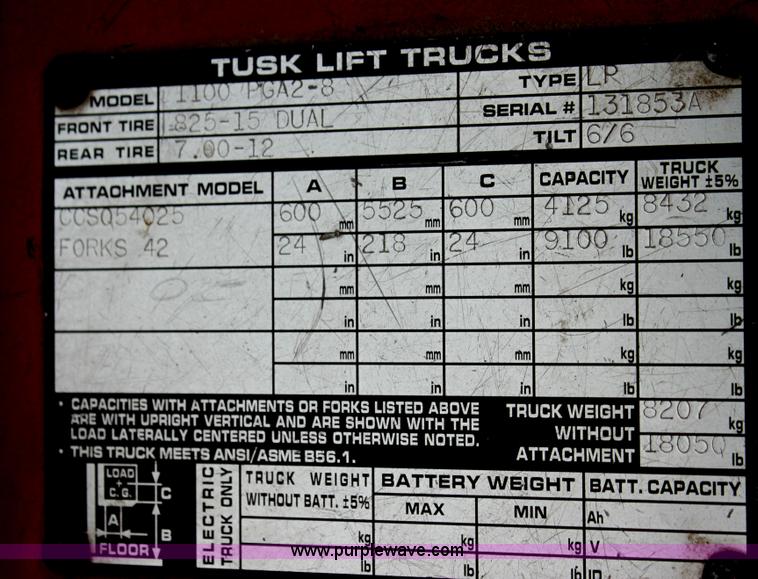 TUSK LIFT TRUCKS
MODEL 1100 PGA2-8 TYPE LP
FRONT TIRE 825-15 DUAL SERIAL # 131853A
REAR TIRE 7.00-12 TILT 6/6
ATTACHMENT MODEL A B C CAPACITY TRUCK WEIGHT ±5%
CCSQ54025 600 mm 5525 mm 600 mm 4125 kg 8432 kg
FORKS 42 24 in 218 in 24 in 9100 lb 18550 lb
mm mm mm kg kg
in in in lb lb
mm mm mm kg kg
in in in lb lb
• CAPACITIES WITH ATTACHMENTS OR FORKS LISTED ABOVE
ARE WITH UPRIGHT VERTICAL AND ARE SHOWN WITH THE
LOAD LATERALLY CENTERED UNLESS OTHERWISE NOTED.
• THIS TRUCK MEETS ANSI/ASME B56.1.
TRUCK WEIGHT 8207 kg
WITHOUT
ATTACHMENT 18050 lb
LOAD
+
C.G.
C
A
B
FLOOR
ELECTRIC
TRUCK ONLY
TRUCK WEIGHT
WITHOUT BATT. ±5%
BATTERY WEIGHT
BATT. CAPACITY
MAX MIN Ah
kg kg kg V
lb lb lb
www.purplewave.com